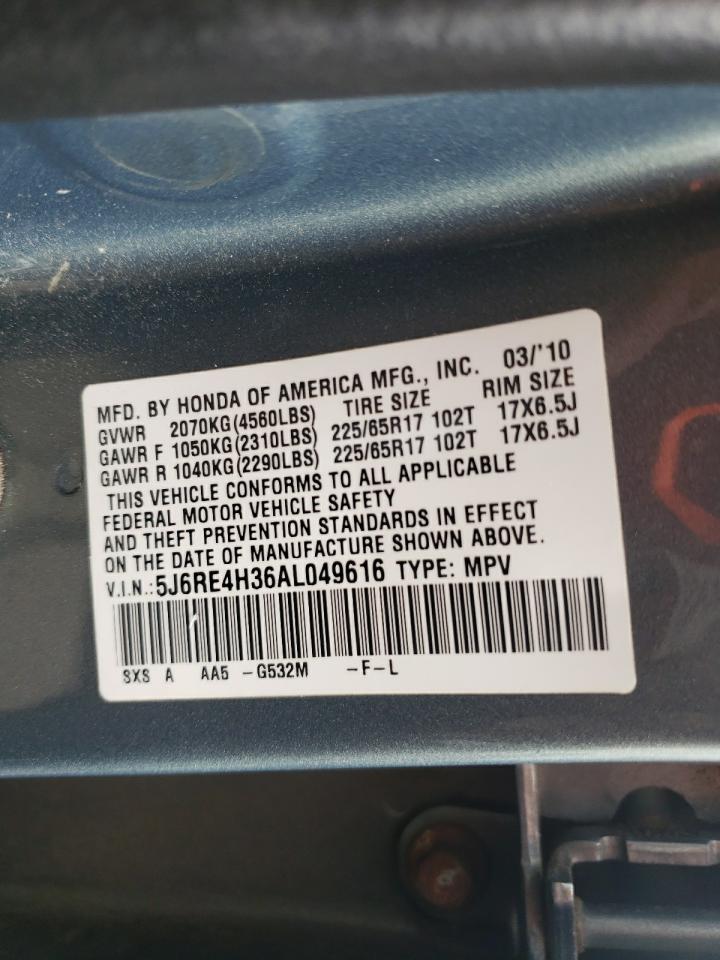 MFD. BY HONDA OF AMERICA MFG., INC. 03/'10
GVWR 2070KG(4560LBS) TIRE SIZE RIM SIZE
GAWR F 1050KG(2310LBS) 225/65R17 102T 17X6.5J
GAWR R 1040KG(2290LBS) 225/65R17 102T 17X6.5J
THIS VEHICLE CONFORMS TO ALL APPLICABLE
FEDERAL MOTOR VEHICLE SAFETY
AND THEFT PREVENTION STANDARDS IN EFFECT
ON THE DATE OF MANUFACTURE SHOWN ABOVE.
V.I.N.:5J6RE4H36AL049616 TYPE: MPV
SXS A AA5 -G532M -F-L